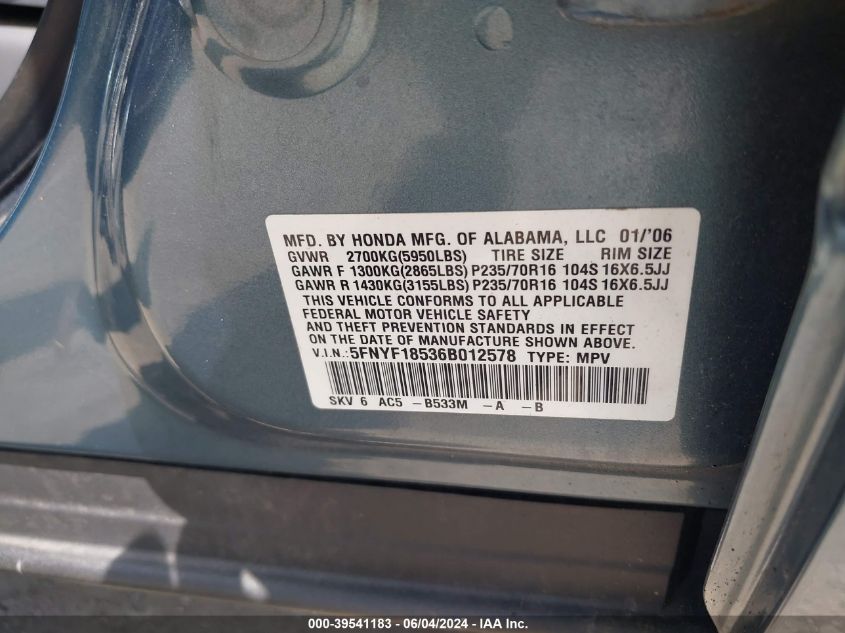 MFD. BY HONDA MFG. OF ALABAMA, LLC 01/'06
GVWR 2700KG(5950LBS) TIRE SIZE RIM SIZE
GAWR F 1300KG(2865LBS) P235/70R16 104S 16X6.5JJ
GAWR R 1430KG(3155LBS) P235/70R16 104S 16X6.5JJ
THIS VEHICLE CONFORMS TO ALL APPLICABLE
FEDERAL MOTOR VEHICLE SAFETY
AND THEFT PREVENTION STANDARDS IN EFFECT
ON THE DATE OF MANUFACTURE SHOWN ABOVE.
V.I.N.: 5FNYF18536B012578 TYPE: MPV
SKV 6 AC5 -B533M -A -B
000-39541183 - 06/04/2024 - IAA Inc.